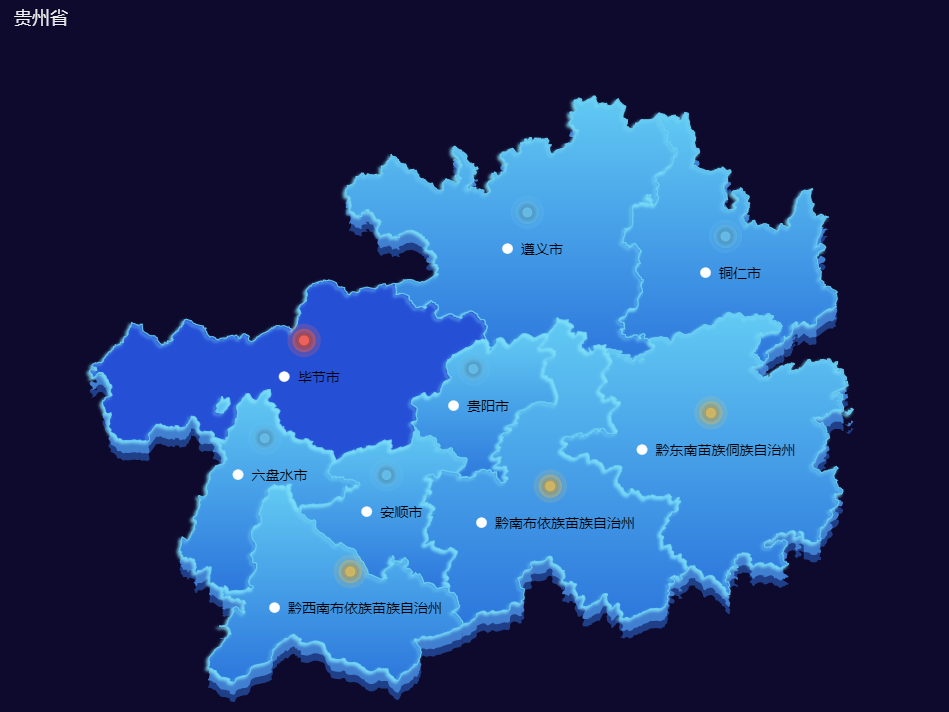 贵州省
遵义市
铜仁市
毕节市
贵阳市
黔东南苗族侗族自治州
六盘水市
安顺市
黔南布依族苗族自治州
黔西南布依族苗族自治州